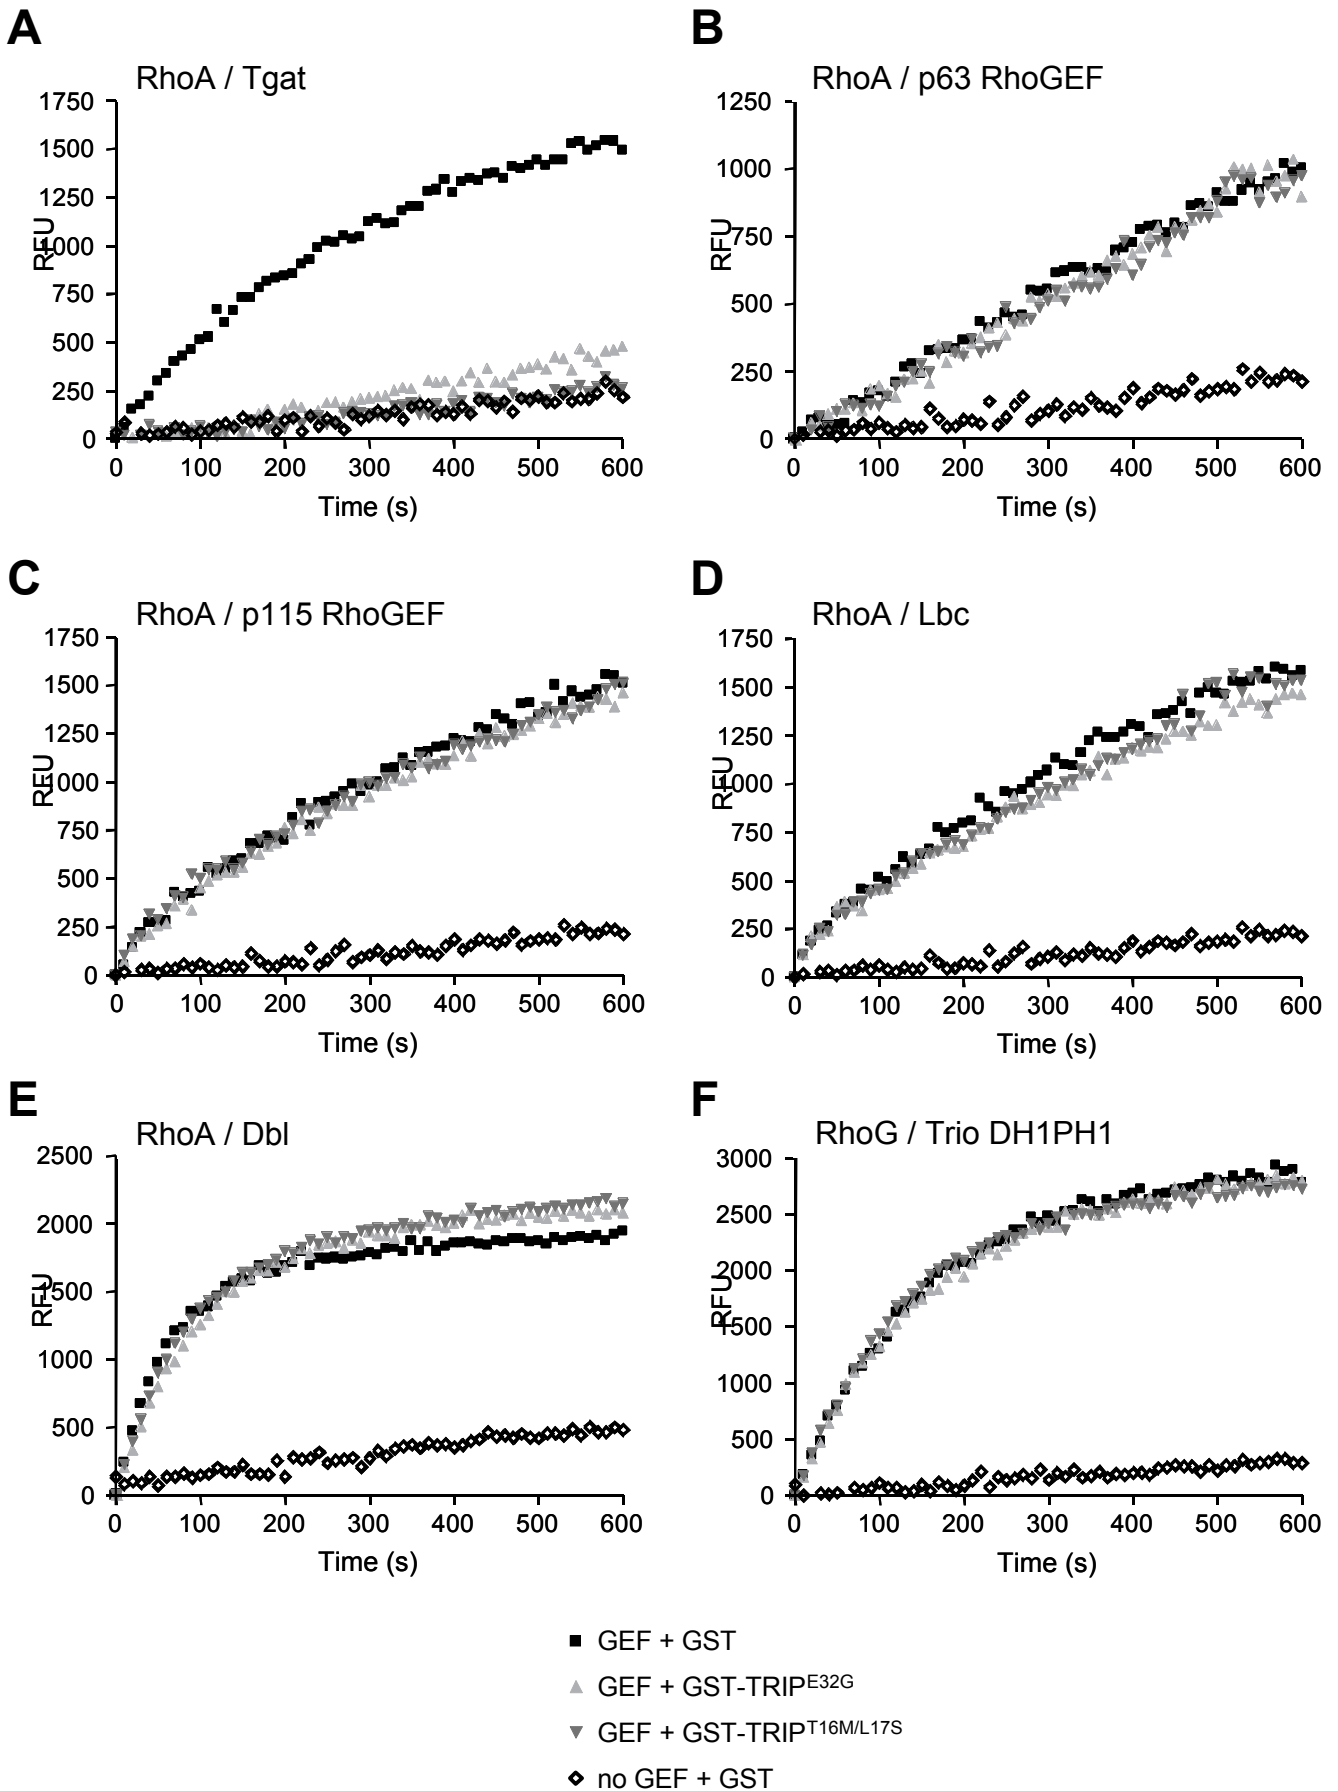 A
RhoA / Tgat
1750
1500
1250
1000
750
500
250
0
RFU
0 100 200 300 400 500 600
Time (s)
B
RhoA / p63 RhoGEF
1250
1000
750
500
250
0
RFU
0 100 200 300 400 500 600
Time (s)
C
RhoA / p115 RhoGEF
1750
1500
1250
1000
750
500
250
0
RFU
0 100 200 300 400 500 600
Time (s)
D
RhoA / Lbc
1750
1500
1250
1000
750
500
250
0
RFU
0 100 200 300 400 500 600
Time (s)
E
RhoA / Dbl
2500
2000
1500
1000
500
0
RFU
0 100 200 300 400 500 600
Time (s)
F
RhoG / Trio DH1PH1
3000
2500
2000
1500
1000
500
0
RFU
0 100 200 300 400 500 600
Time (s)
GEF + GST
GEF + GST-TRIP^E32G
GEF + GST-TRIP^T16M/L17S
no GEF + GST